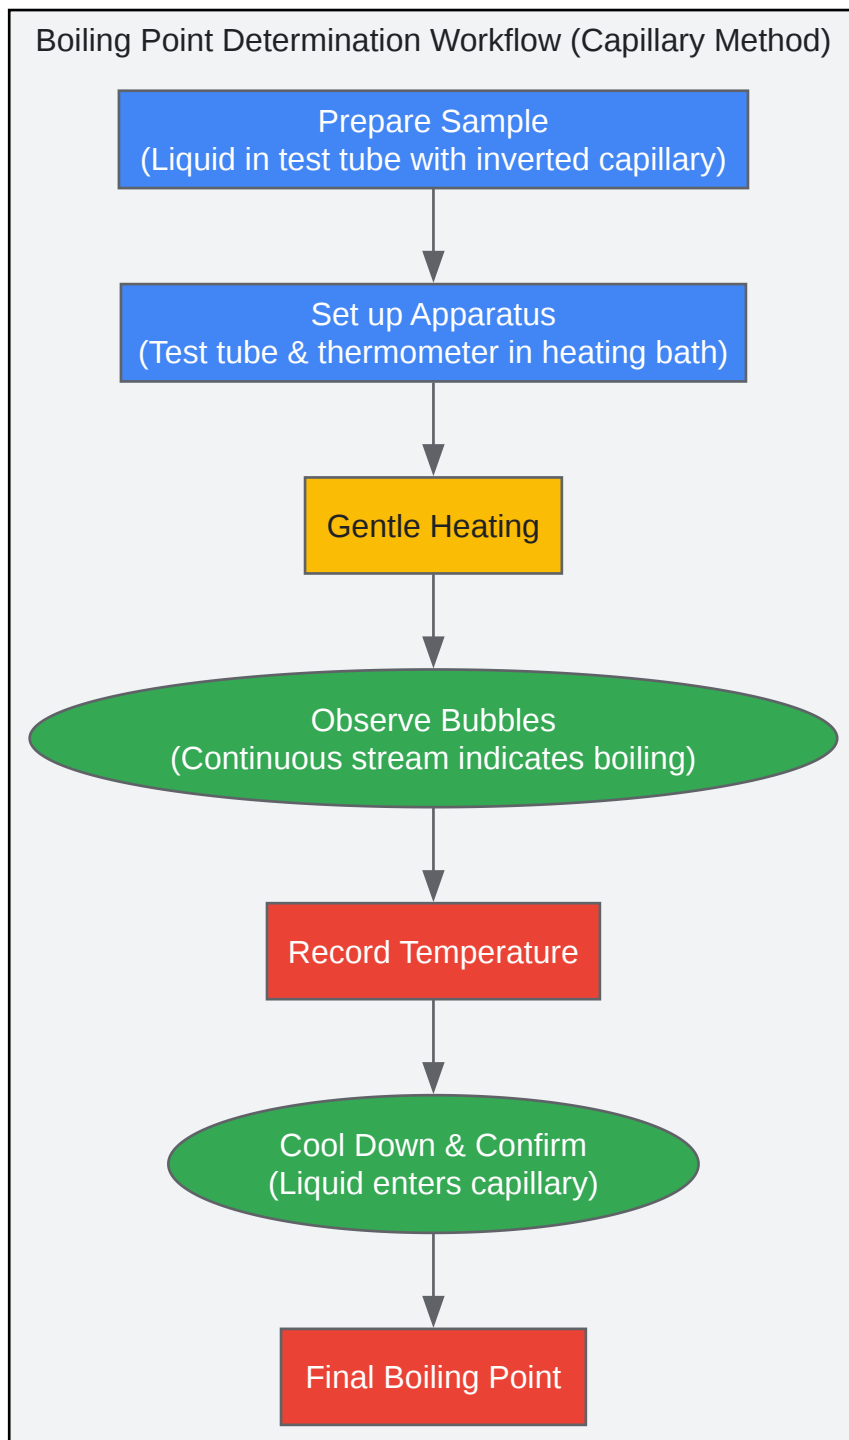 Boiling Point Determination Workflow (Capillary Method)
Prepare Sample
(Liquid in test tube with inverted capillary)
Set up Apparatus
(Test tube & thermometer in heating bath)
Gentle Heating
Observe Bubbles
(Continuous stream indicates boiling)
Record Temperature
Cool Down & Confirm
(Liquid enters capillary)
Final Boiling Point